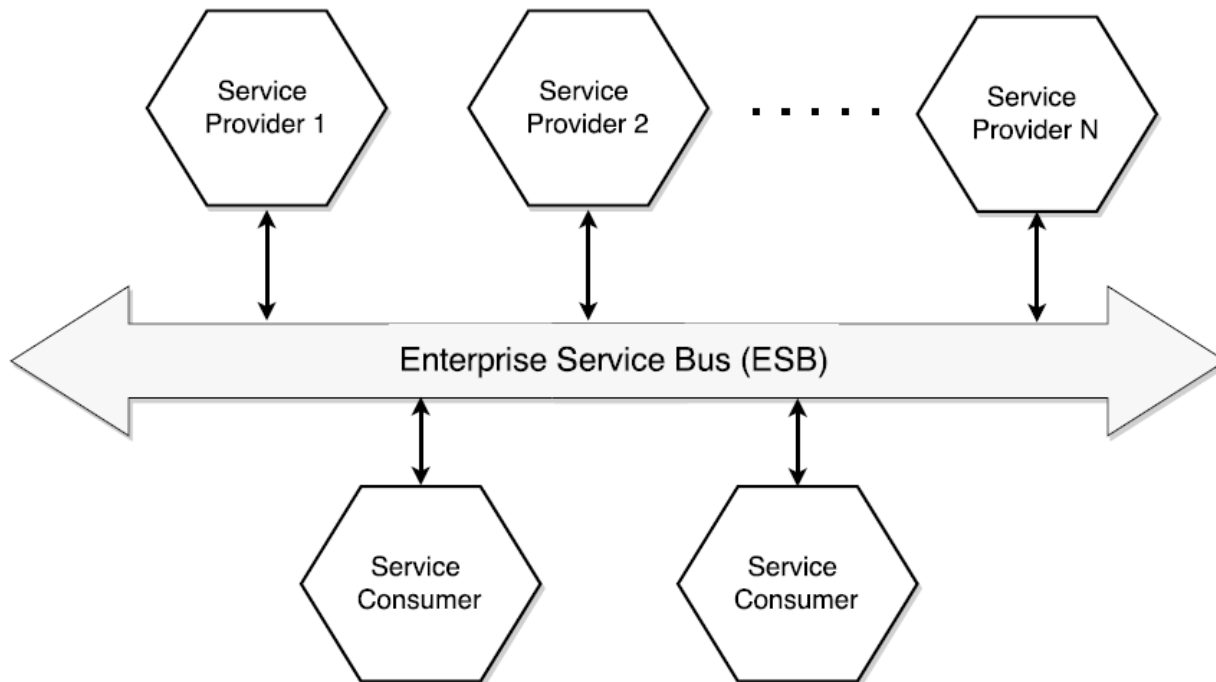 Service
Provider 1
Service
Provider 2
Service
Provider N
Enterprise Service Bus (ESB)
Service
Consumer
Service
Consumer